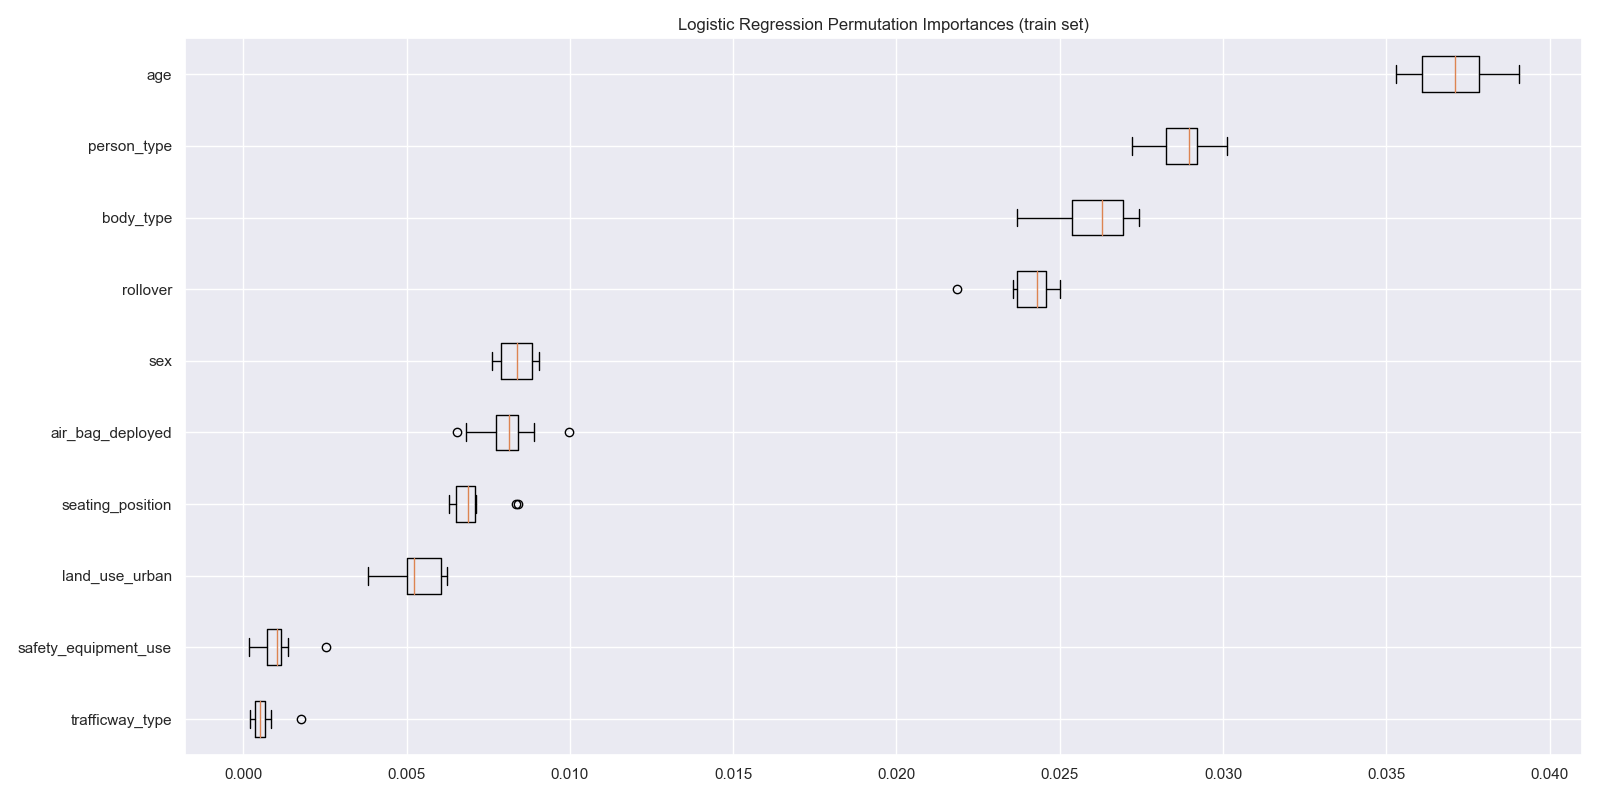 Logistic Regression Permutation Importances (train set)
age
person_type
body_type
rollover
sex
air_bag_deployed
seating_position
land_use_urban
safety_equipment_use
trafficway_type
0.000 0.005 0.010 0.015 0.020 0.025 0.030 0.035 0.040